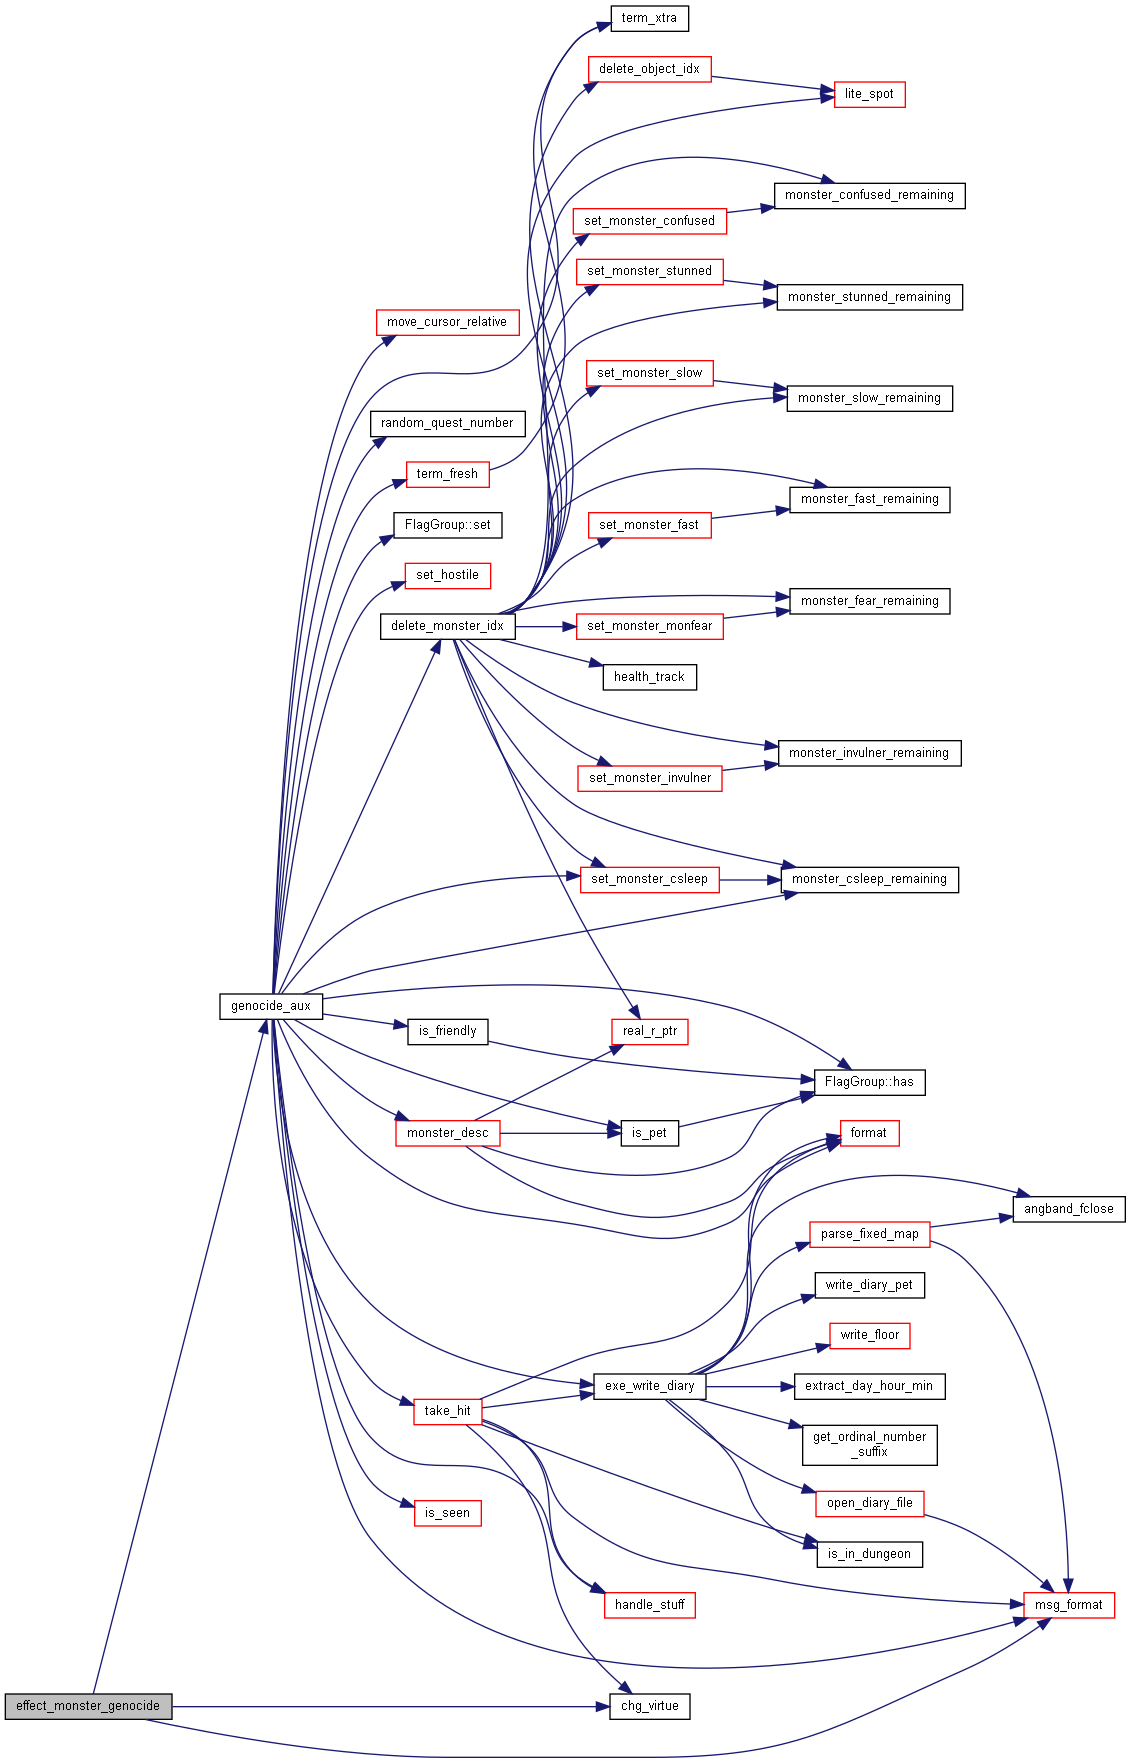 term_xtra
delete_object_idx
lite_spot
monster_confused_remaining
set_monster_confused
set_monster_stunned
monster_stunned_remaining
move_cursor_relative
set_monster_slow
monster_slow_remaining
random_quest_number
term_fresh
monster_fast_remaining
FlagGroup::set
set_monster_fast
set_hostile
monster_fear_remaining
delete_monster_idx
set_monster_monfear
health_track
monster_invulner_remaining
set_monster_invulner
set_monster_csleep
monster_csleep_remaining
genocide_aux
is_friendly
real_r_ptr
FlagGroup::has
monster_desc
is_pet
format
angband_fclose
parse_fixed_map
write_diary_pet
write_floor
exe_write_diary
extract_day_hour_min
take_hit
get_ordinal_number
_suffix
open_diary_file
is_seen
is_in_dungeon
handle_stuff
msg_format
effect_monster_genocide
chg_virtue